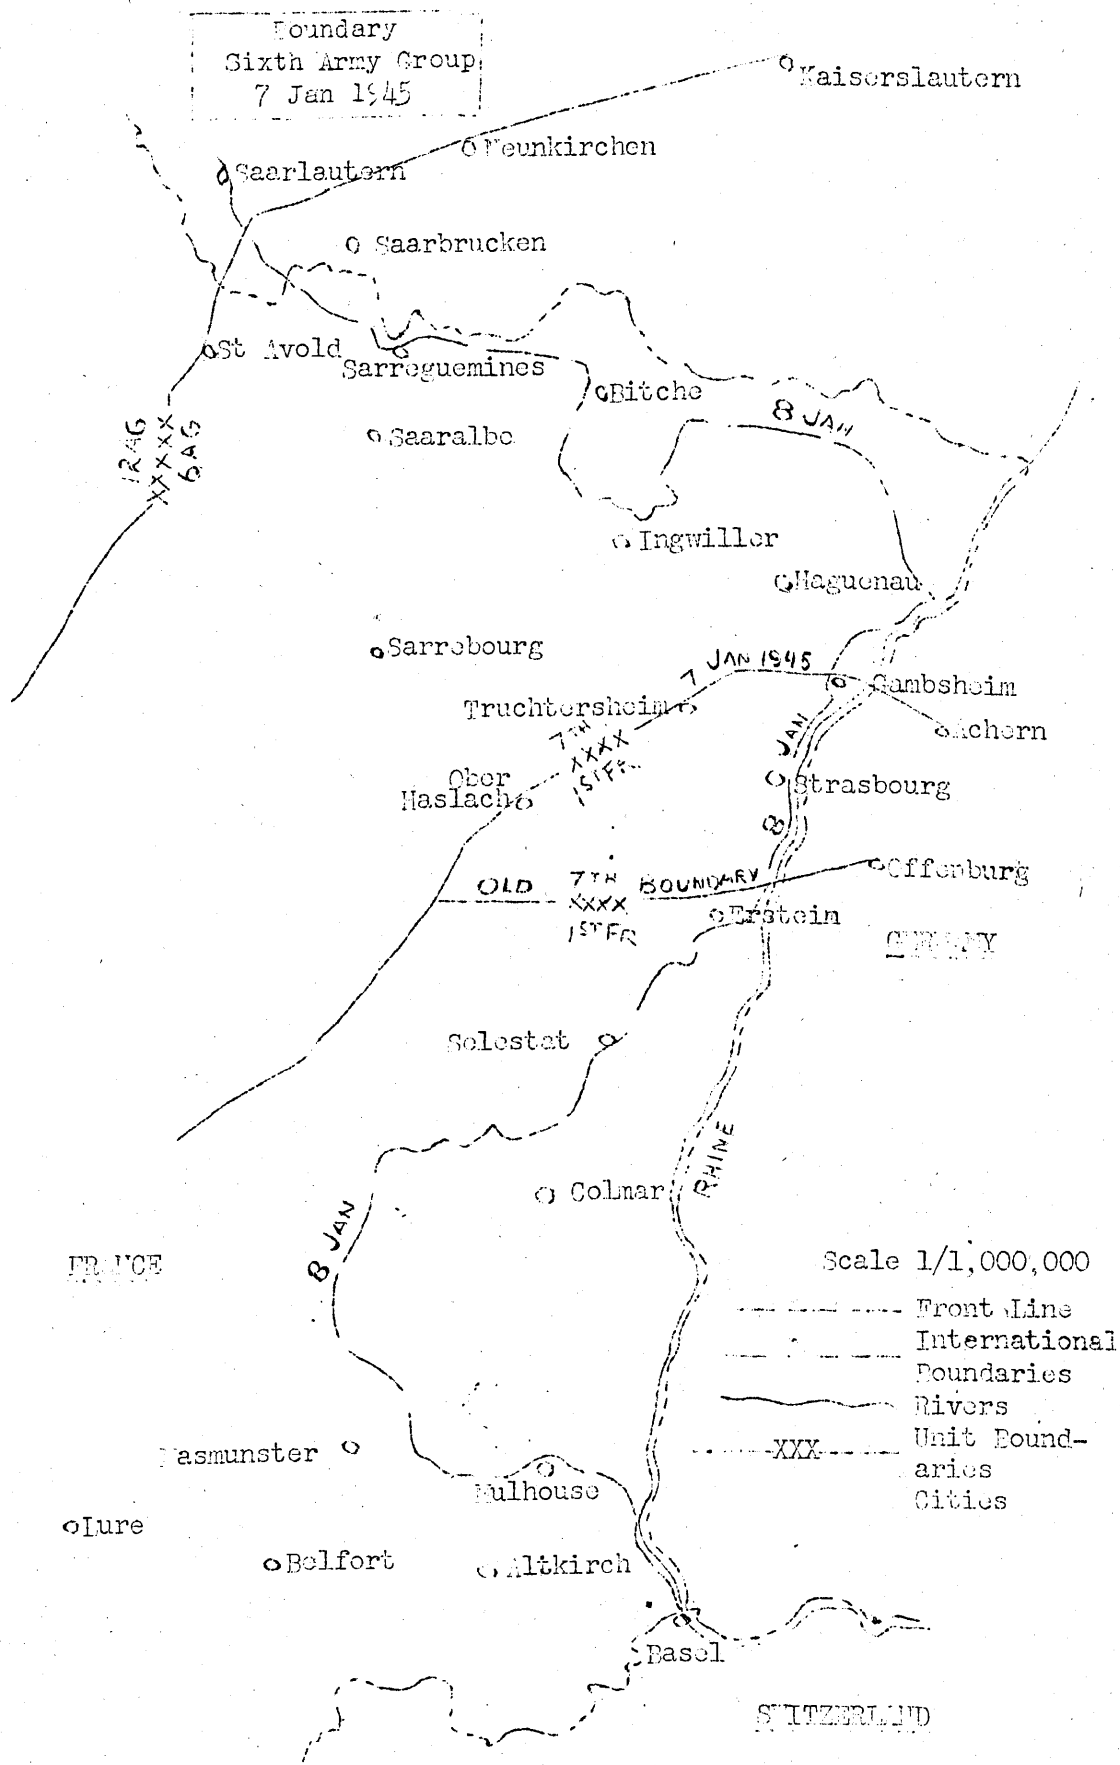 Boundary
Sixth Army Group
7 Jan 1945
Kaiserslautern
Neunkirchen
Saarlautern
Saarbrucken
St Avold
Sarreguemines
Bitche
8 JAN
12AG
XXXXX
6AG
Saaralbe
Ingwiller
Haguenau
Sarrebourg
7 JAN 1945
Gambsheim
Truchtersheim
Achern
7TH
XXXX
1ST FR
Ober
Haslach
8 JAN
Strasbourg
Offenburg
OLD 7TH BOUNDARY
XXXX
1ST FR
Erstein
GERMANY
Selestat
RHINE
Colmar
8 JAN
FRANCE
Scale 1/1,000,000
Front Line
International
Boundaries
Rivers
XXX
Unit Bound-
aries
Cities
Masmunster
Mulhouse
Lure
Belfort
Altkirch
Basel
SWITZERLAND